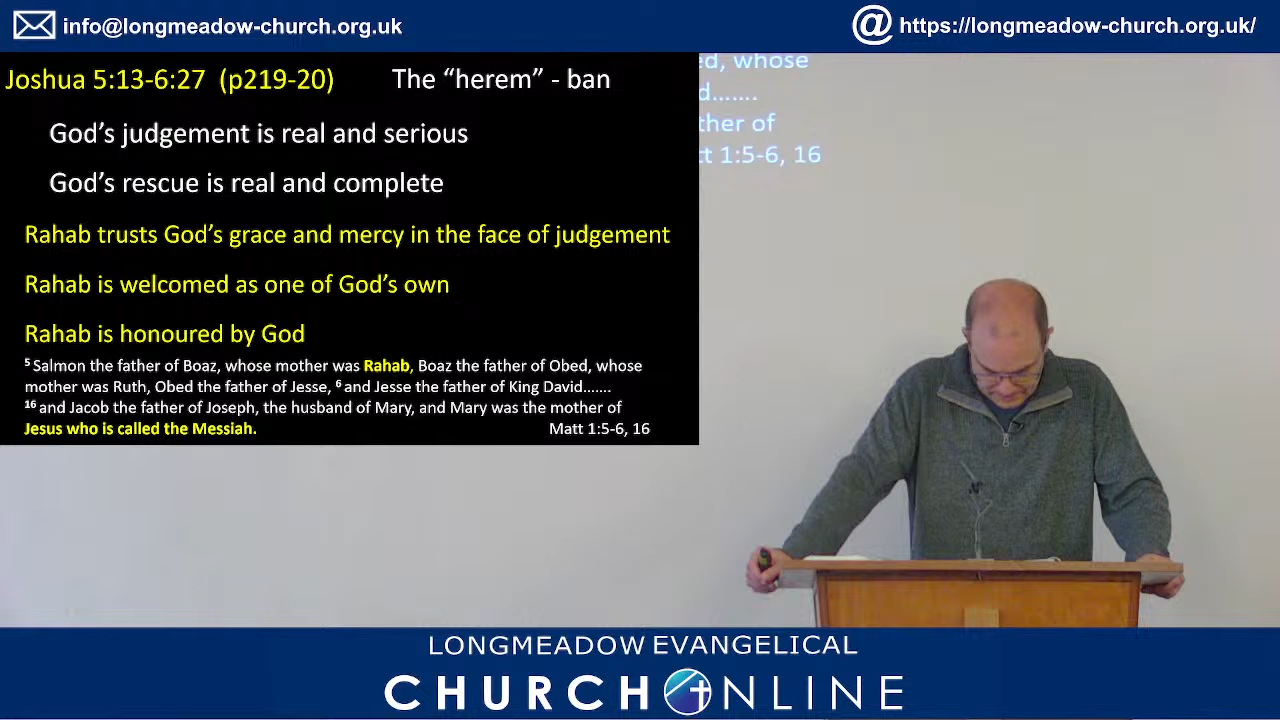 info@longmeadow-church.org.uk
https://longmeadow-church.org.uk/
Joshua 5:13-6:27 (p219-20) The “herem” - ban
God’s judgement is real and serious
God’s rescue is real and complete
Rahab trusts God’s grace and mercy in the face of judgement
Rahab is welcomed as one of God’s own
Rahab is honoured by God
5 Salmon the father of Boaz, whose mother was Rahab, Boaz the father of Obed, whose
mother was Ruth, Obed the father of Jesse, 6 and Jesse the father of King David.......
16 and Jacob the father of Joseph, the husband of Mary, and Mary was the mother of
Jesus who is called the Messiah. Matt 1:5-6, 16
ed, whose
d.......
ther of
tt 1:5-6, 16
LONGMEADOW EVANGELICAL
CHURCH ONLINE